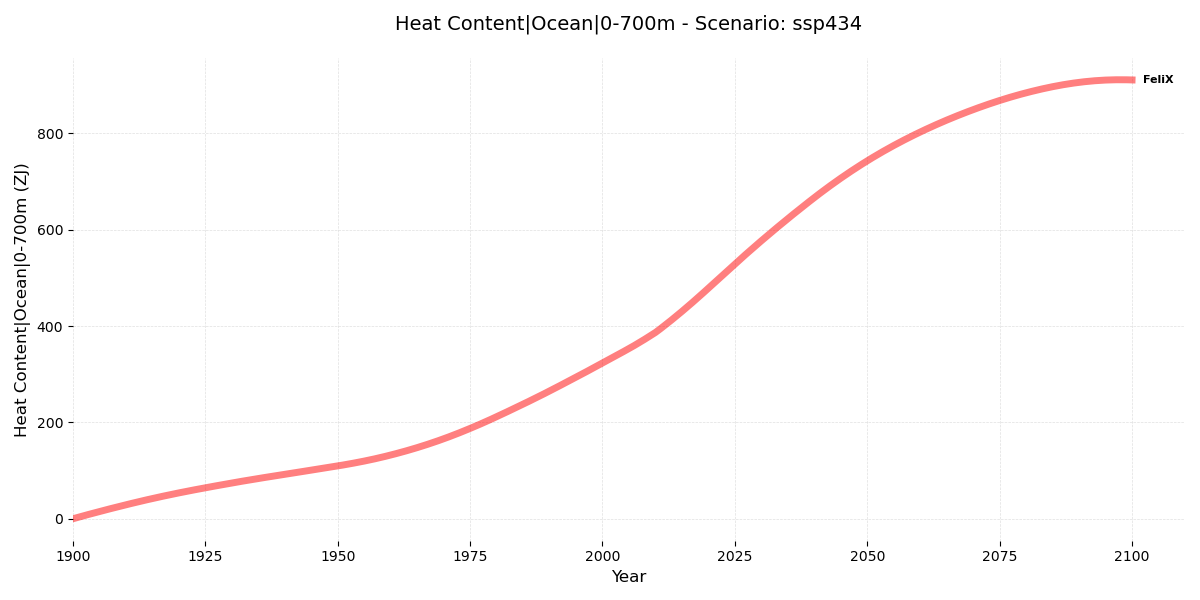 Heat Content|Ocean|0-700m - Scenario: ssp434
Heat Content|Ocean|0-700m (ZJ)
800
600
400
200
0
FeliX
1900 1925 1950 1975 2000 2025 2050 2075 2100
Year